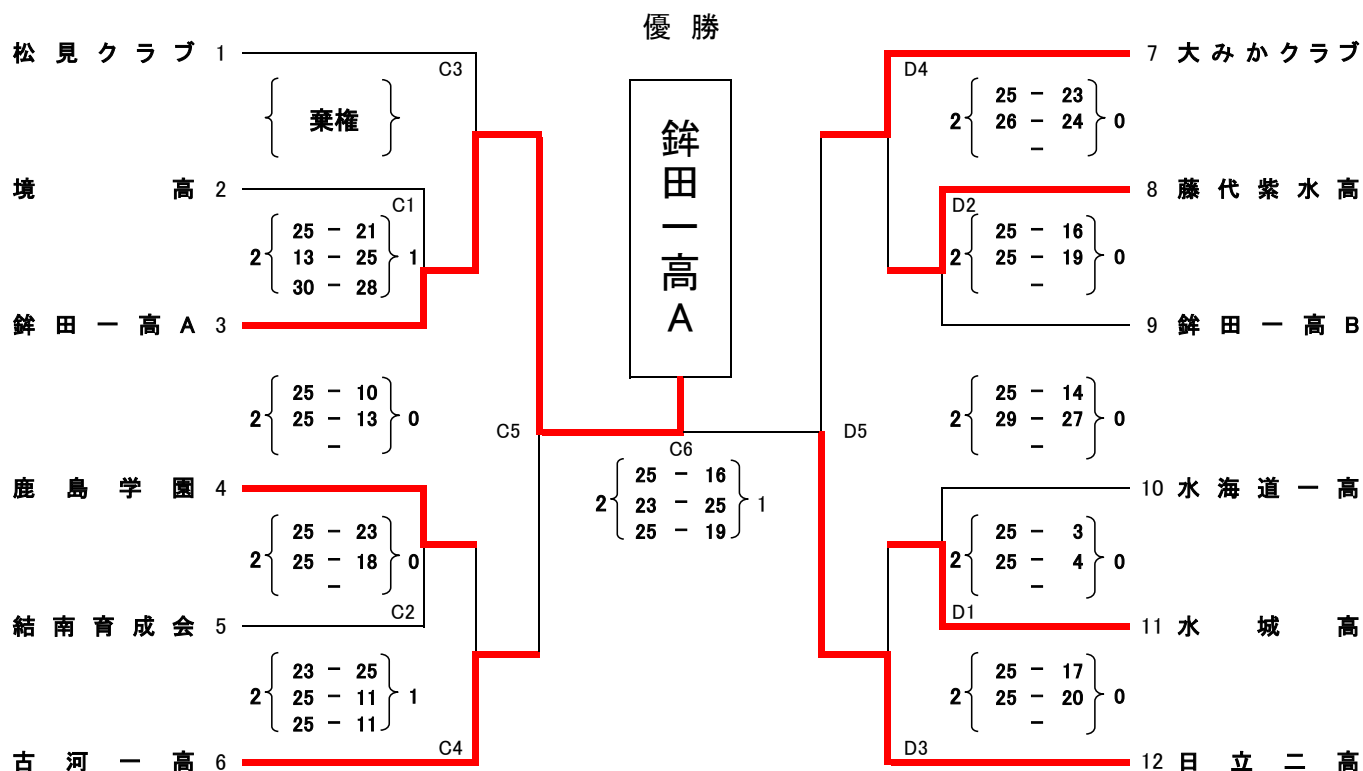 優 勝
鉾田一高A
松見クラブ 1
C3
棄権
境高 2
C1
2 25 - 21 1
13 - 25
30 - 28
鉾田一高A 3
2 25 - 10 0
25 - 13
-
C5
鹿島学園 4
2 25 - 23 0
25 - 18
-
C2
結南育成会 5
2 23 - 25 1
25 - 11
25 - 11
C4
古河一高 6
C6
2 25 - 16 1
23 - 25
25 - 19
7 大みかクラブ
D4
2 25 - 23 0
26 - 24
-
8 藤代紫水高
D2
2 25 - 16 0
25 - 19
-
9 鉾田一高B
2 25 - 14 0
29 - 27
-
D5
10 水海道一高
2 25 - 3 0
25 - 4
-
D1
11 水城高
2 25 - 17 0
25 - 20
-
D3
12 日立二高